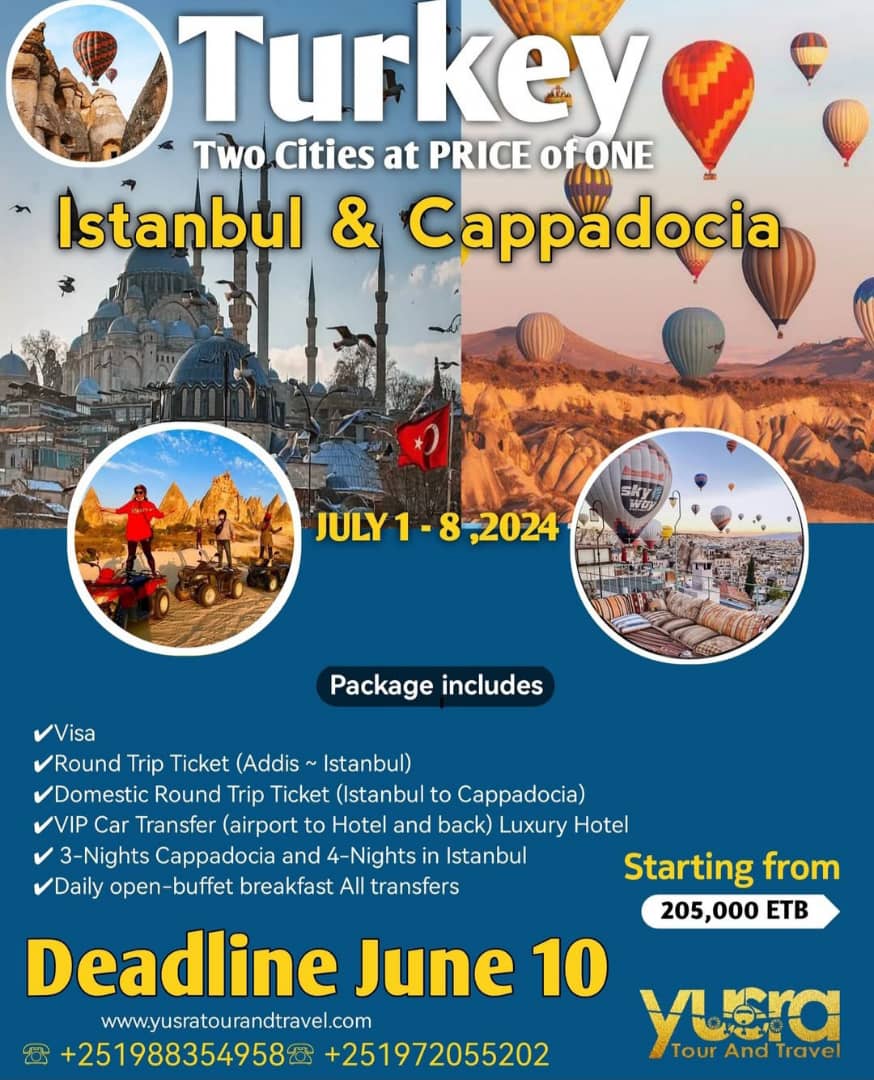 Turkey
Two Cities at PRICE of ONE
Istanbul & Cappadocia
sky way
JULY 1 - 8 ,2024
Package includes
✔Visa
✔Round Trip Ticket (Addis ~ Istanbul)
✔Domestic Round Trip Ticket (Istanbul to Cappadocia)
✔VIP Car Transfer (airport to Hotel and back) Luxury Hotel
✔ 3-Nights Cappadocia and 4-Nights in Istanbul
✔Daily open-buffet breakfast All transfers
Starting from
205,000 ETB
Deadline June 10
www.yusratourandtravel.com
☏ +251988354958☏ +251972055202
yusra
Tour And Travel